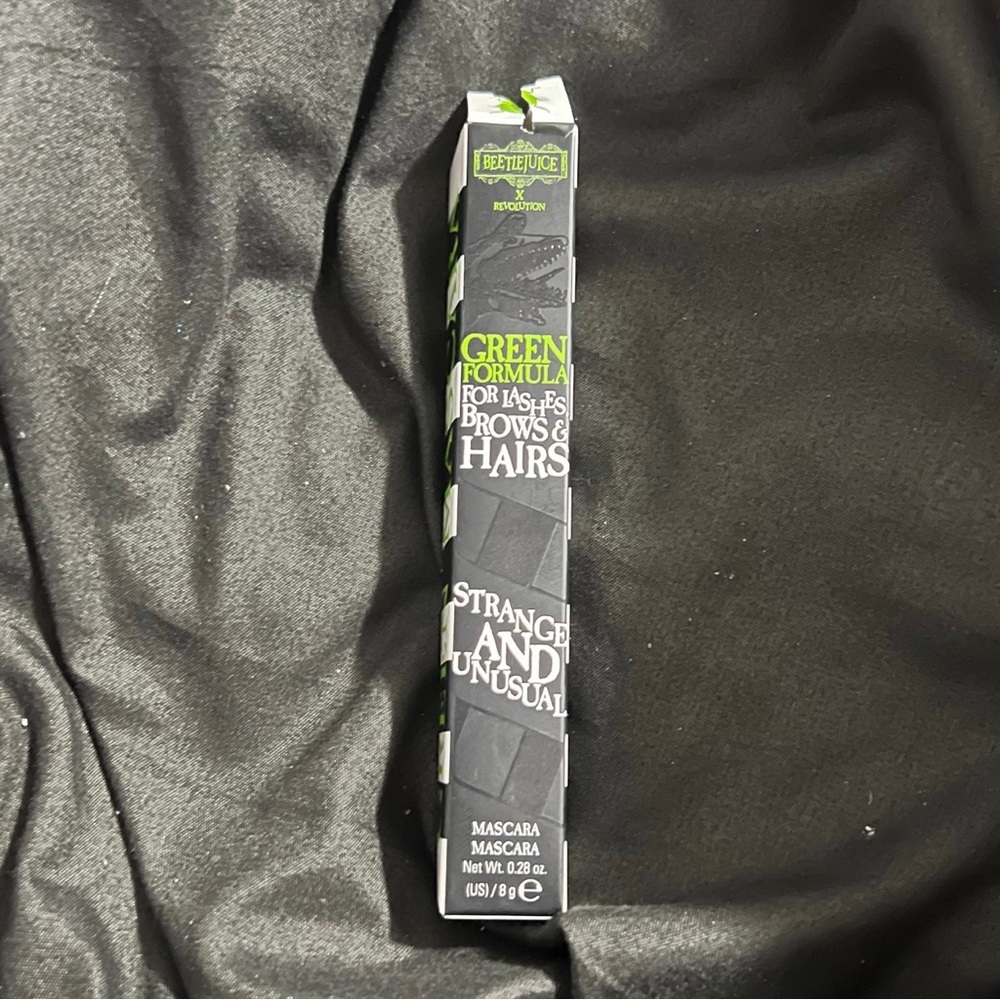 BEETLEJUICE
X
REVOLUTION
GREEN
FORMULA
FOR LASHES
BROWS &
HAIRS
STRANGE
AND
UNUSUAL
MASCARA
MASCARA
Net Wt. 0.28 oz.
(US) / 8 g ℮